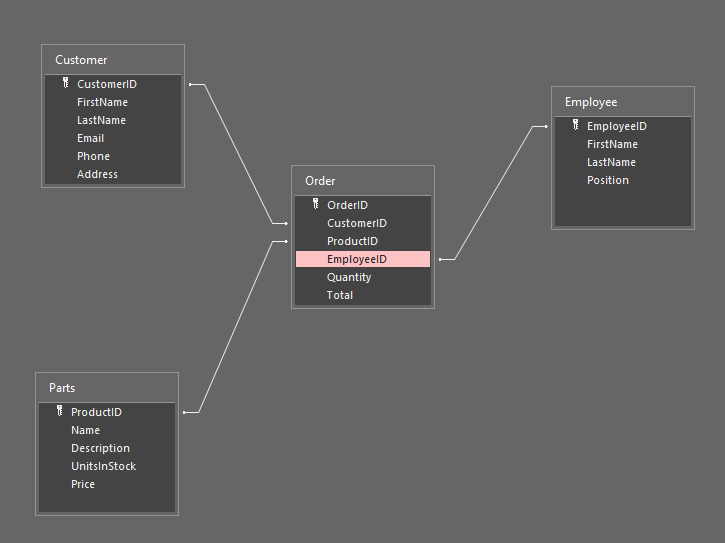 Customer
CustomerID
FirstName
LastName
Email
Phone
Address
Employee
EmployeeID
FirstName
LastName
Position
Order
OrderID
CustomerID
ProductID
EmployeeID
Quantity
Total
Parts
ProductID
Name
Description
UnitsInStock
Price